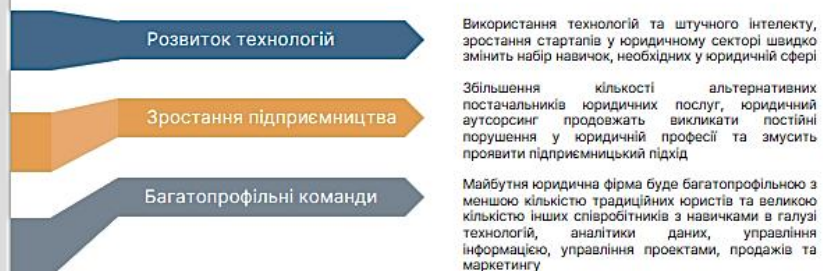 Розвиток технологій
Використання технологій та штучного інтелекту,
зростання стартапів у юридичному секторі швидко
змінить набір навичок, необхідних у юридичній сфері
Зростання підприємництва
Збільшення кількості альтернативних
постачальників юридичних послуг, юридичний
аутсорсинг продовжать викликати постійні
порушення у юридичній професії та змусить
проявити підприємницький підхід
Багатопрофільні команди
Майбутня юридична фірма буде багатопрофільною з
меншою кількістю традиційних юристів та великою
кількістю інших співробітників з навичками в галузі
технологій, аналітики даних, управління
інформацією, управління проектами, продажів та
маркетингу